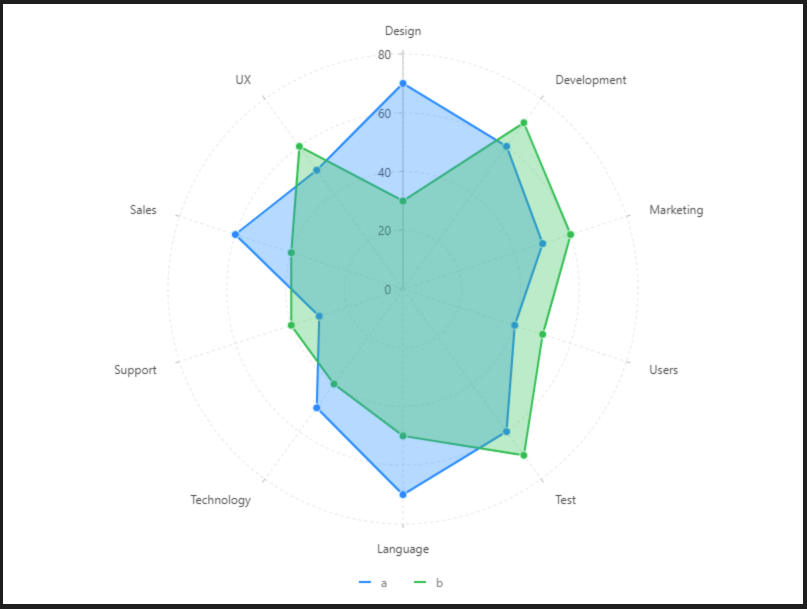 Design
80
UX
Development
60
40
Sales
Marketing
20
0
Support
Users
Technology
Test
Language
a
b